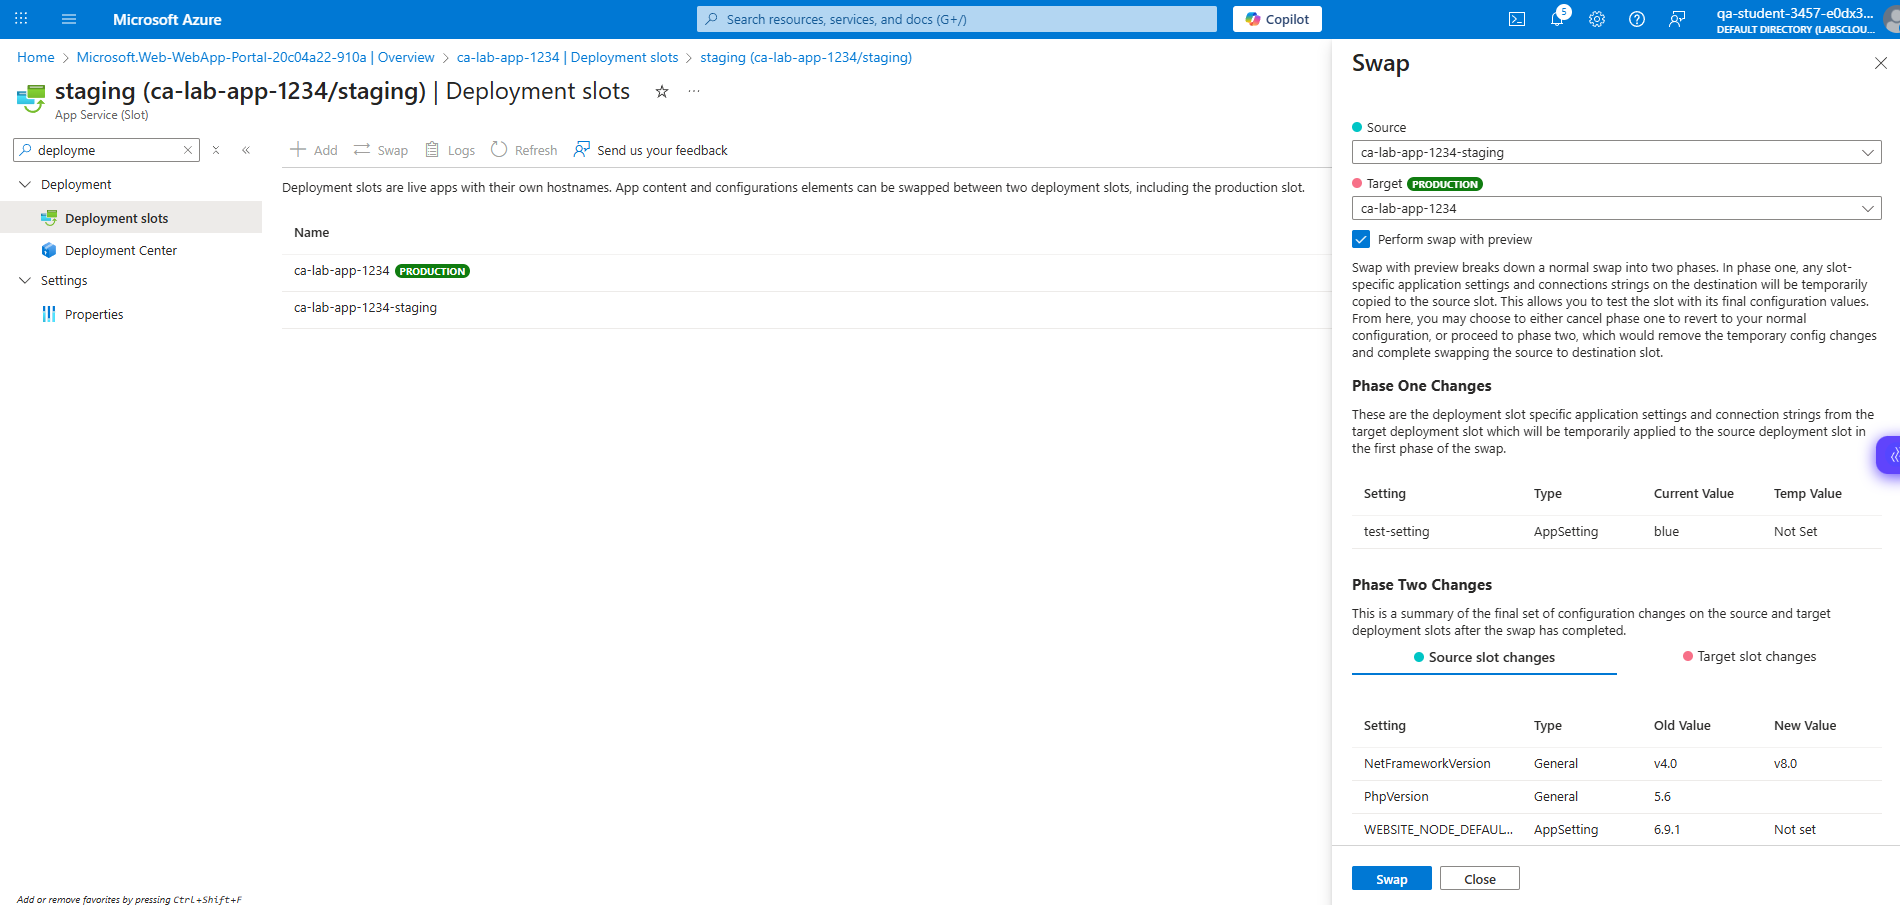 Microsoft Azure
Search resources, services, and docs (G+/)
Copilot
5
qa-student-3457-e0dx3...
DEFAULT DIRECTORY (LABSCLOU...
Home > Microsoft.Web-WebApp-Portal-20c04a22-910a | Overview > ca-lab-app-1234 | Deployment slots > staging (ca-lab-app-1234/staging)
staging (ca-lab-app-1234/staging) | Deployment slots
App Service (Slot)
deployme
Deployment
Deployment slots
Deployment Center
Settings
Properties
Add or remove favorites by pressing Ctrl+Shift+F
Add
Swap
Logs
Refresh
Send us your feedback
Deployment slots are live apps with their own hostnames. App content and configurations elements can be swapped between two deployment slots, including the production slot.
Name
ca-lab-app-1234 PRODUCTION
ca-lab-app-1234-staging
Swap
Source
ca-lab-app-1234-staging
Target PRODUCTION
ca-lab-app-1234
Perform swap with preview
Swap with preview breaks down a normal swap into two phases. In phase one, any slot-
specific application settings and connections strings on the destination will be temporarily
copied to the source slot. This allows you to test the slot with its final configuration values.
From here, you may choose to either cancel phase one to revert to your normal
configuration, or proceed to phase two, which would remove the temporary config changes
and complete swapping the source to destination slot.
Phase One Changes
These are the deployment slot specific application settings and connection strings from the
target deployment slot which will be temporarily applied to the source deployment slot in
the first phase of the swap.
Setting Type Current Value Temp Value
test-setting AppSetting blue Not Set
Phase Two Changes
This is a summary of the final set of configuration changes on the source and target
deployment slots after the swap has completed.
Source slot changes
Target slot changes
Setting Type Old Value New Value
NetFrameworkVersion General v4.0 v8.0
PhpVersion General 5.6
WEBSITE_NODE_DEFAUL... AppSetting 6.9.1 Not set
Swap
Close